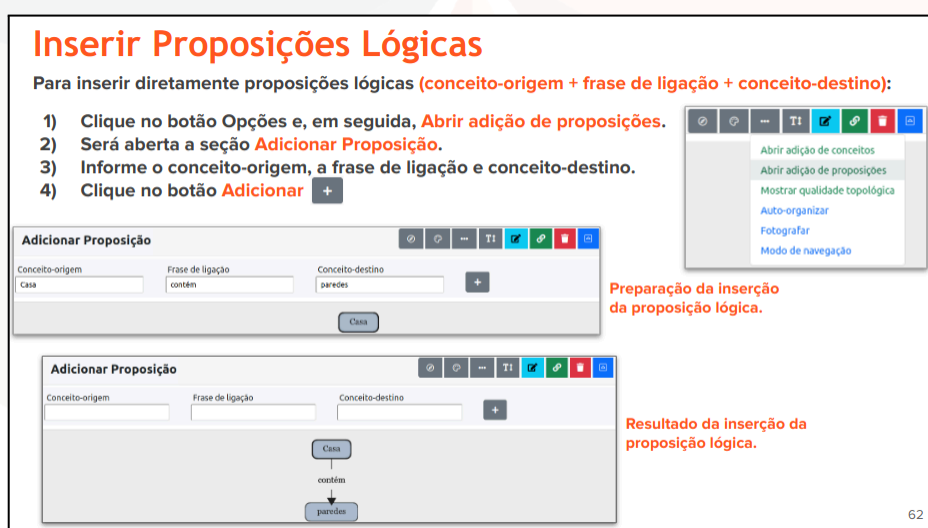 Inserir Proposições Lógicas
Para inserir diretamente proposições lógicas (conceito-origem + frase de ligação + conceito-destino):
1) Clique no botão Opções e, em seguida, Abrir adição de proposições.
2) Será aberta a seção Adicionar Proposição.
3) Informe o conceito-origem, a frase de ligação e conceito-destino.
4) Clique no botão Adicionar +
Abrir adição de conceitos
Abrir adição de proposições
Mostrar qualidade topológica
Auto-organizar
Fotografar
Modo de navegação
Adicionar Proposição
Conceito-origem Frase de ligação Conceito-destino
Casa contém paredes +
Casa
Preparação da inserção
da proposição lógica.
Adicionar Proposição
Conceito-origem Frase de ligação Conceito-destino
+
Casa
contém
paredes
Resultado da inserção da
proposição lógica.
62